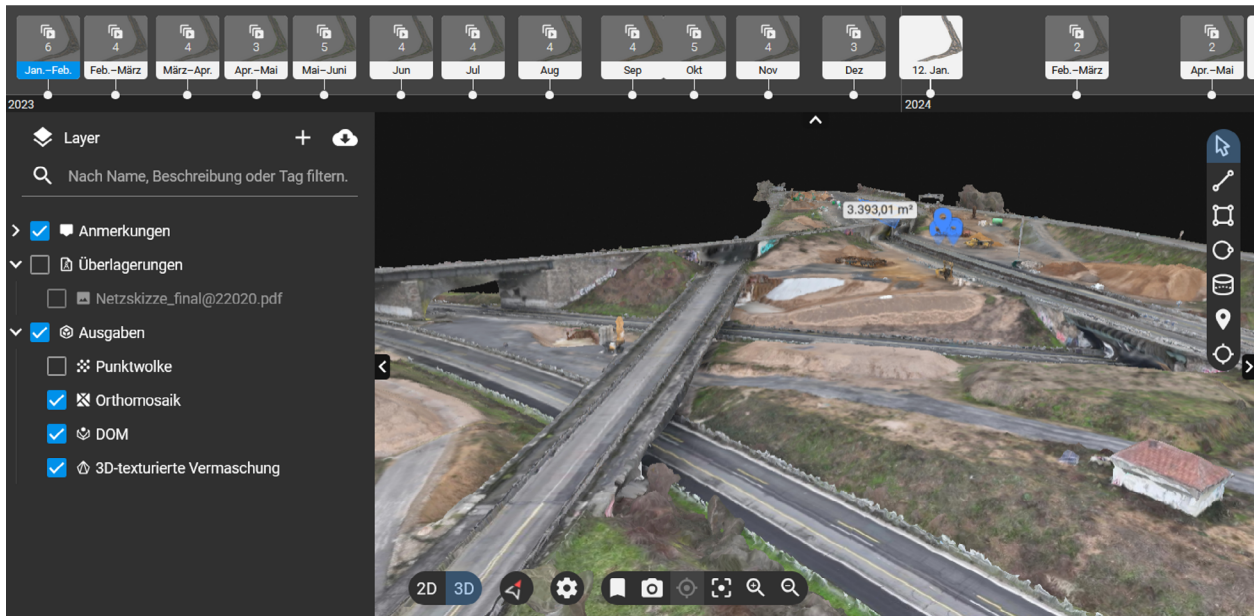 6
4
4
3
5
4
4
4
4
5
4
3
2
2
Jan.–Feb.
Feb.–März
März–Apr.
Apr.–Mai
Mai–Juni
Jun
Jul
Aug
Sep
Okt
Nov
Dez
12. Jan.
Feb.–März
Apr.–Mai
2023
2024
Layer
Nach Name, Beschreibung oder Tag filtern.
Anmerkungen
Überlagerungen
Netzskizze_final@22020.pdf
Ausgaben
Punktwolke
Orthomosaik
DOM
3D-texturierte Vermaschung
3.393,01 m²
2D
3D